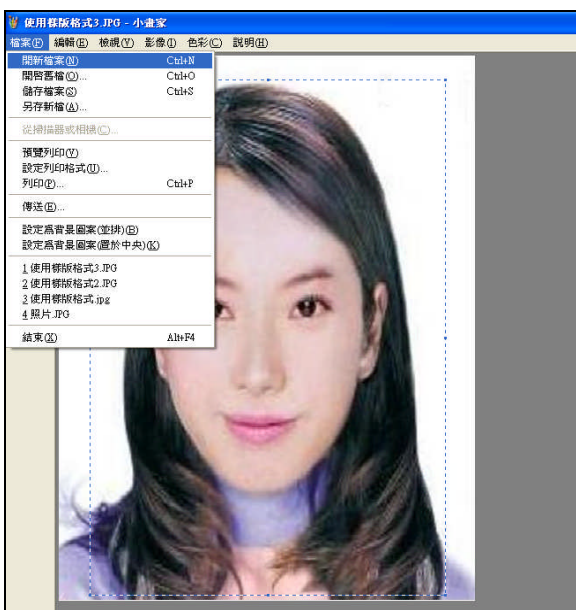 使用樣版格式3.JPG - 小畫家
檔案(F) 編輯(E) 檢視(V) 影像(I) 色彩(C) 說明(H)
開新檔案(N) Ctrl+N
開啓舊檔(O)... Ctrl+O
儲存檔案(S) Ctrl+S
另存新檔(A)...
從掃描器或相機(C)...
預覽列印(V)
設定列印格式(U)...
列印(P)... Ctrl+P
傳送(E)...
設定爲背景圖案(並排)(B)
設定爲背景圖案(置於中央)(K)
1 使用樣版格式3.JPG
2 使用樣版格式2.JPG
3 使用樣版格式.jpg
4 照片.JPG
結束(X) Alt+F4